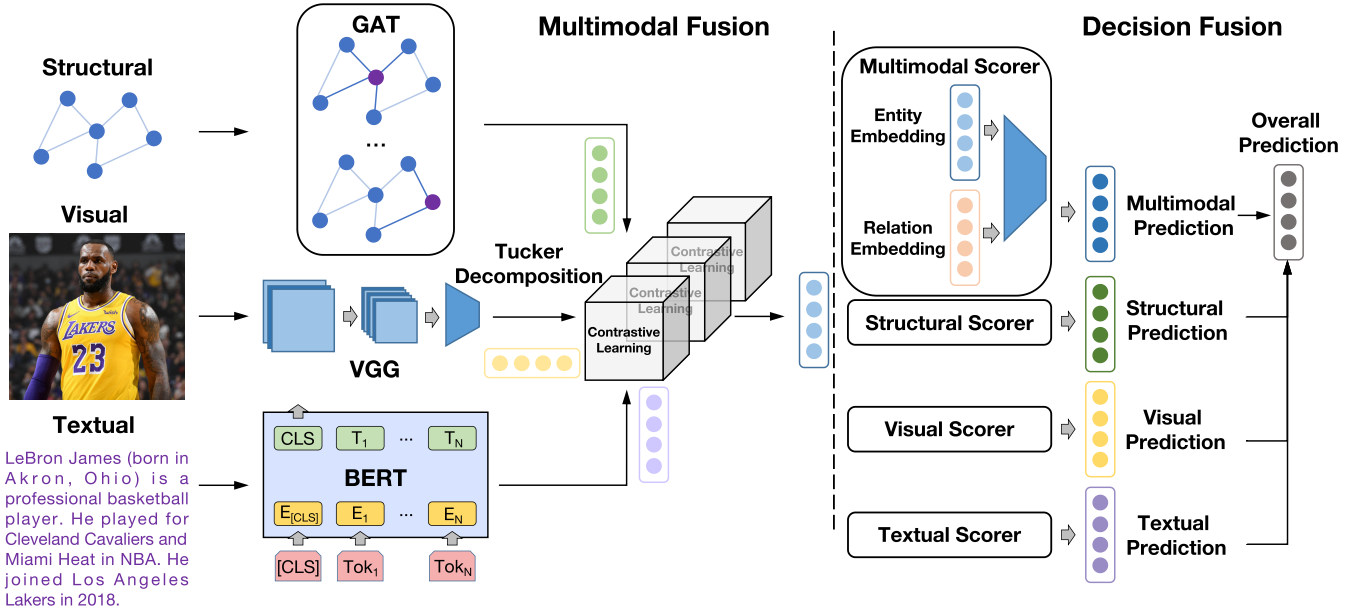 GAT
Multimodal Fusion
Decision Fusion
Structural
...
Visual
LAKERS
23
wish
Textual
LeBron James (born in
Akron, Ohio) is a
professional basketball
player. He played for
Cleveland Cavaliers and
Miami Heat in NBA. He
joined Los Angeles
Lakers in 2018.
VGG
CLS
T1
...
TN
BERT
E[CLS]
E1
...
EN
[CLS]
Tok1
TokN
Tucker
Decomposition
Contrastive
Learning
Contrastive
Learning
Contrastive
Learning
Multimodal Scorer
Entity
Embedding
Relation
Embedding
Structural Scorer
Visual Scorer
Textual Scorer
Multimodal
Prediction
Structural
Prediction
Visual
Prediction
Textual
Prediction
Overall
Prediction